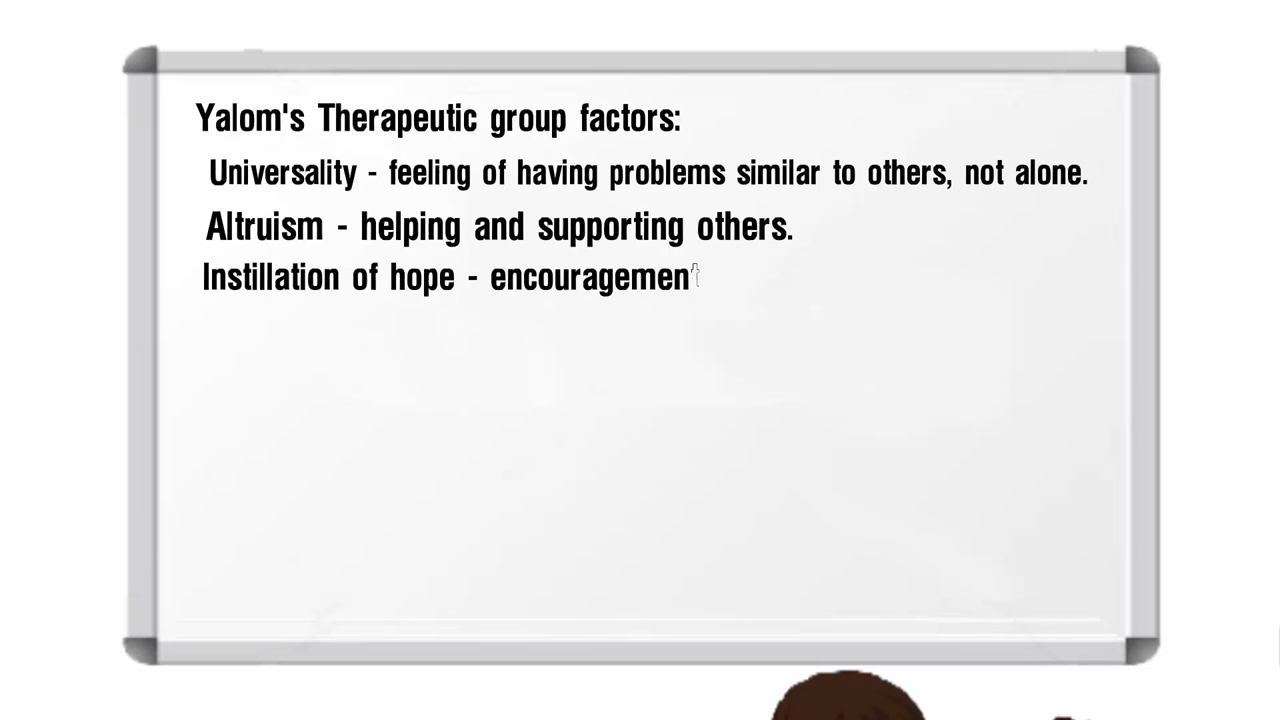 Yalom's Therapeutic group factors:
Universality - feeling of having problems similar to others, not alone.
Altruism - helping and supporting others.
Instillation of hope - encouragement